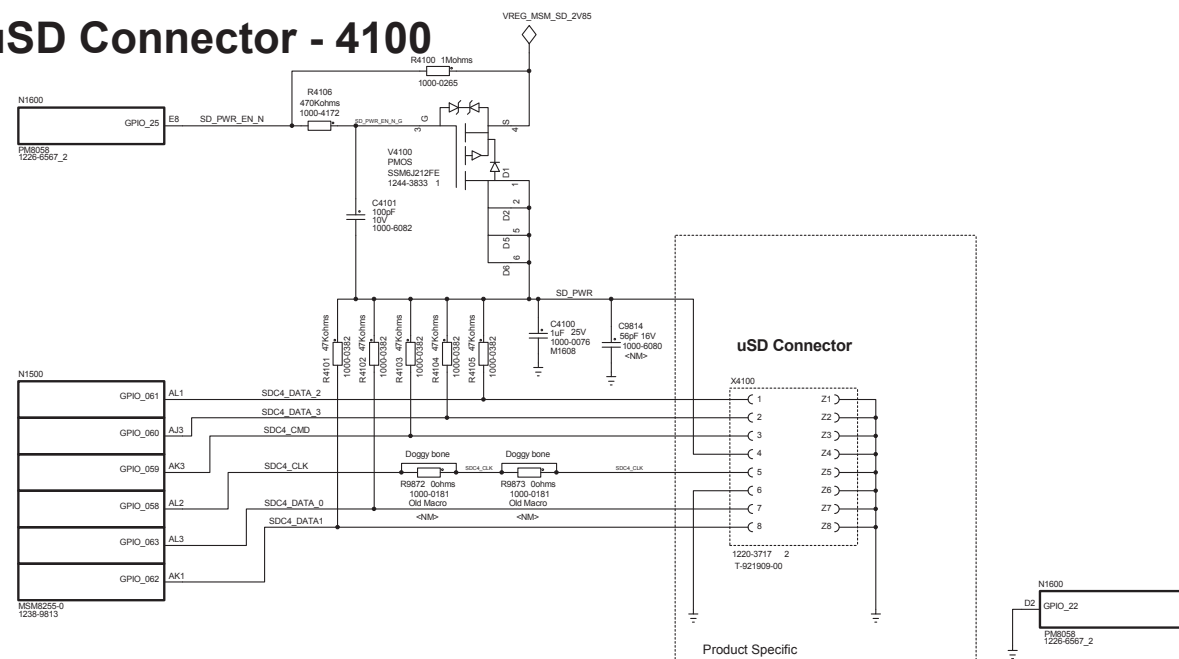 uSD Connector - 4100
VREG_MSM_SD_2V85
R4100 1Mohms
1000-0265
R4106
470Kohms
1000-4172
N1600
GPIO_25
E8
SD_PWR_EN_N
PM8058
1226-6567_2
SD_PWR_EN_N_G
3
G
S
4
V4100
PMOS
SSM6J212FE
1244-3833 1
D1
1
2
D2
5
D5
6
D6
C4101
100pF
10V
1000-6082
SD_PWR
R4101 47Kohms
1000-0382
R4102 47Kohms
1000-0382
R4103 47Kohms
1000-0382
R4104 47Kohms
1000-0382
R4105 47Kohms
1000-0382
C4100
1uF 25V
1000-0076
M1608
C9814
56pF 16V
1000-6080
<NM>
uSD Connector
N1500
GPIO_061
AL1
SDC4_DATA_2
GPIO_060
AJ3
SDC4_DATA_3
GPIO_059
AK3
SDC4_CMD
GPIO_058
AL2
SDC4_CLK
GPIO_063
AL3
SDC4_DATA_0
GPIO_062
AK1
SDC4_DATA1
MSM8255-0
1238-9813
Doggy bone
R9872 0ohms
1000-0181
Old Macro
<NM>
SDC4_CLK
Doggy bone
R9873 0ohms
1000-0181
Old Macro
<NM>
SDC4_CLK
X4100
1 Z1
2 Z2
3 Z3
4 Z4
5 Z5
6 Z6
7 Z7
8 Z8
1220-3717 2
T-921909-00
Product Specific
N1600
D2
GPIO_22
PM8058
1226-6567_2